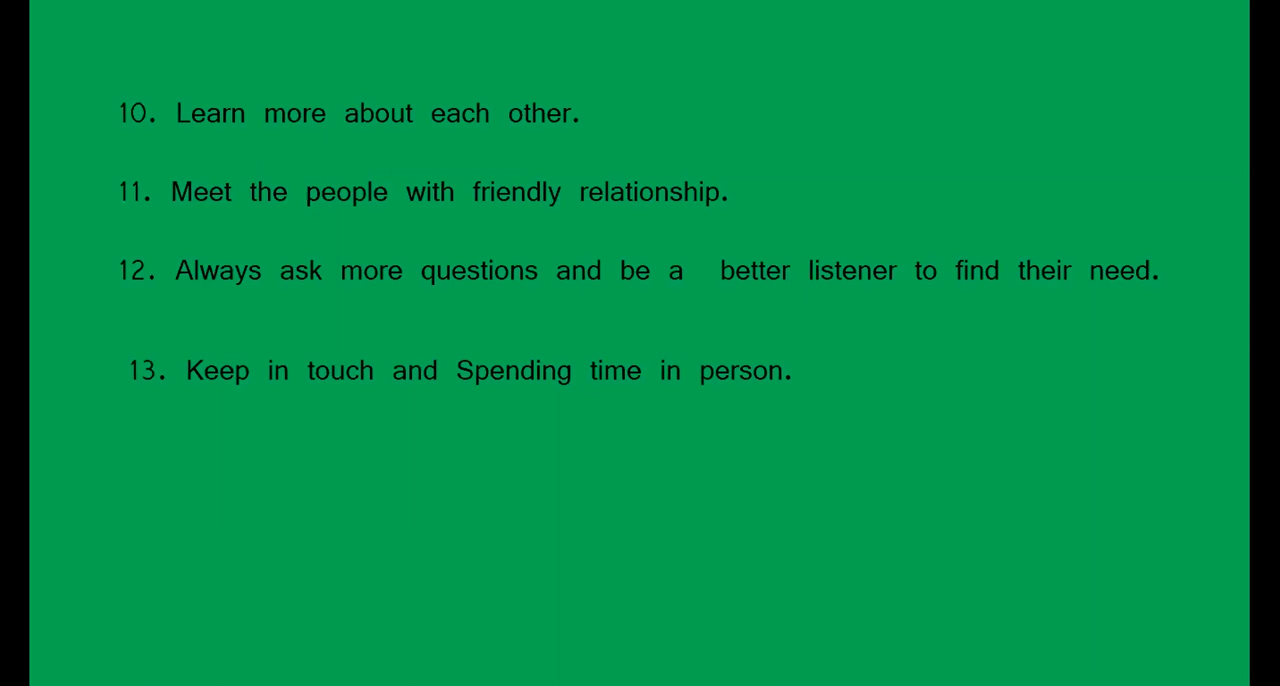 10. Learn more about each other.
11. Meet the people with friendly relationship.
12. Always ask more questions and be a better listener to find their need.
13. Keep in touch and Spending time in person.